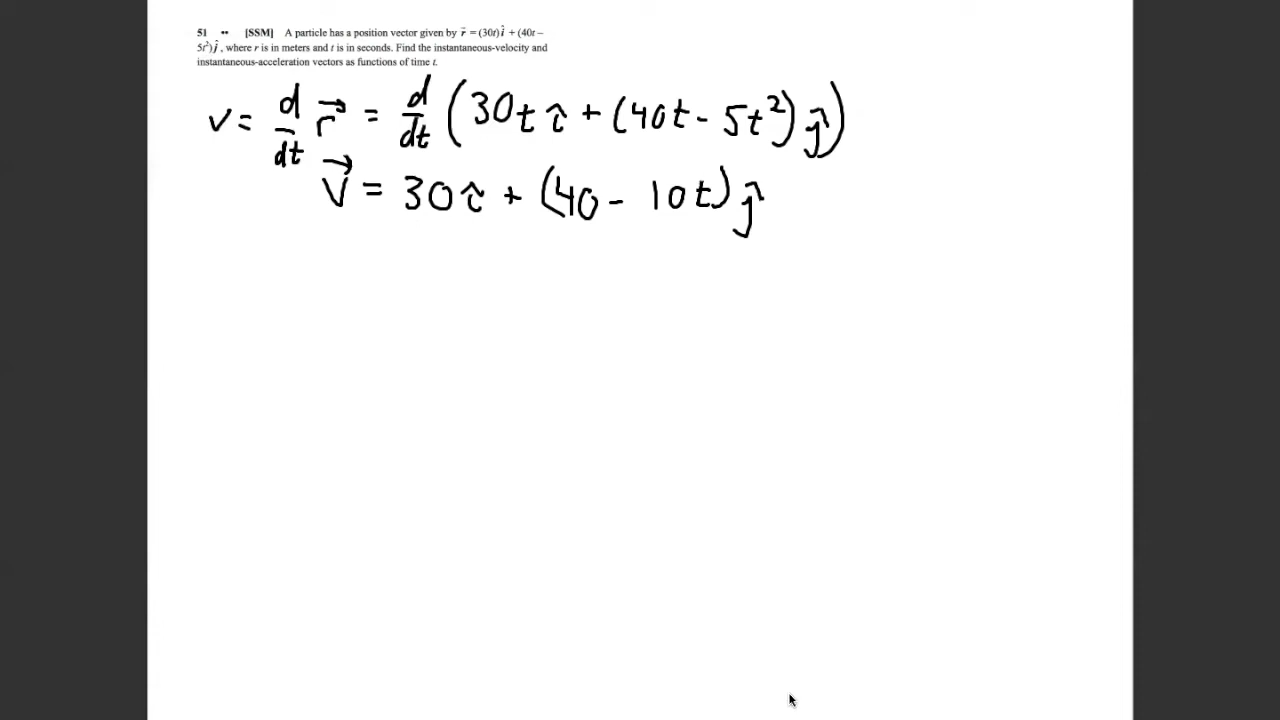 51 •• [SSM] A particle has a position vector given by r⃗ = (30t)î + (40t –
5t²)ĵ , where r is in meters and t is in seconds. Find the instantaneous-velocity and
instantaneous-acceleration vectors as functions of time t.
v = d/dt r⃗ = d/dt (30t î + (40t - 5t²) ĵ)
v⃗ = 30 î + (40 - 10t) ĵ